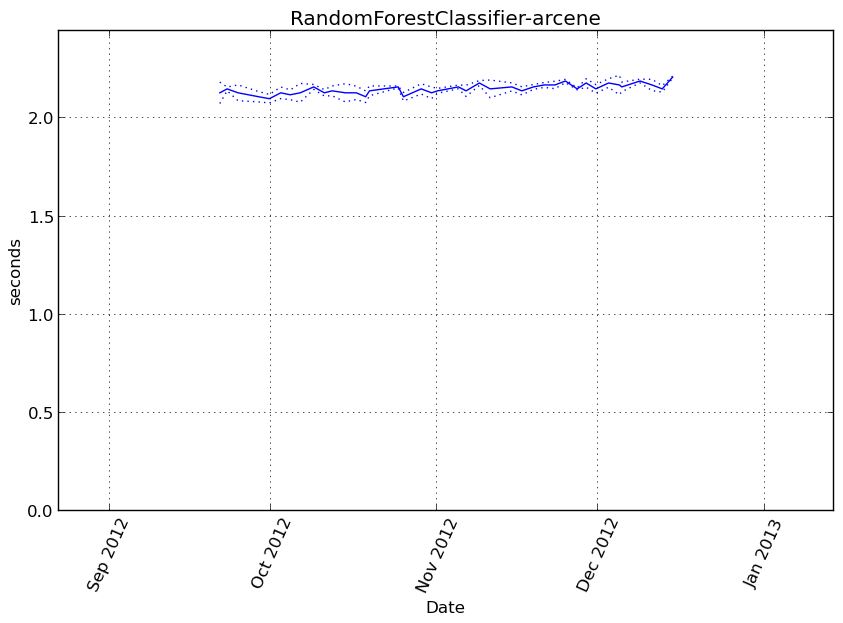 RandomForestClassifier-arcene
2.0
1.5
seconds
1.0
0.5
0.0
Sep 2012
Oct 2012
Nov 2012
Dec 2012
Jan 2013
Date